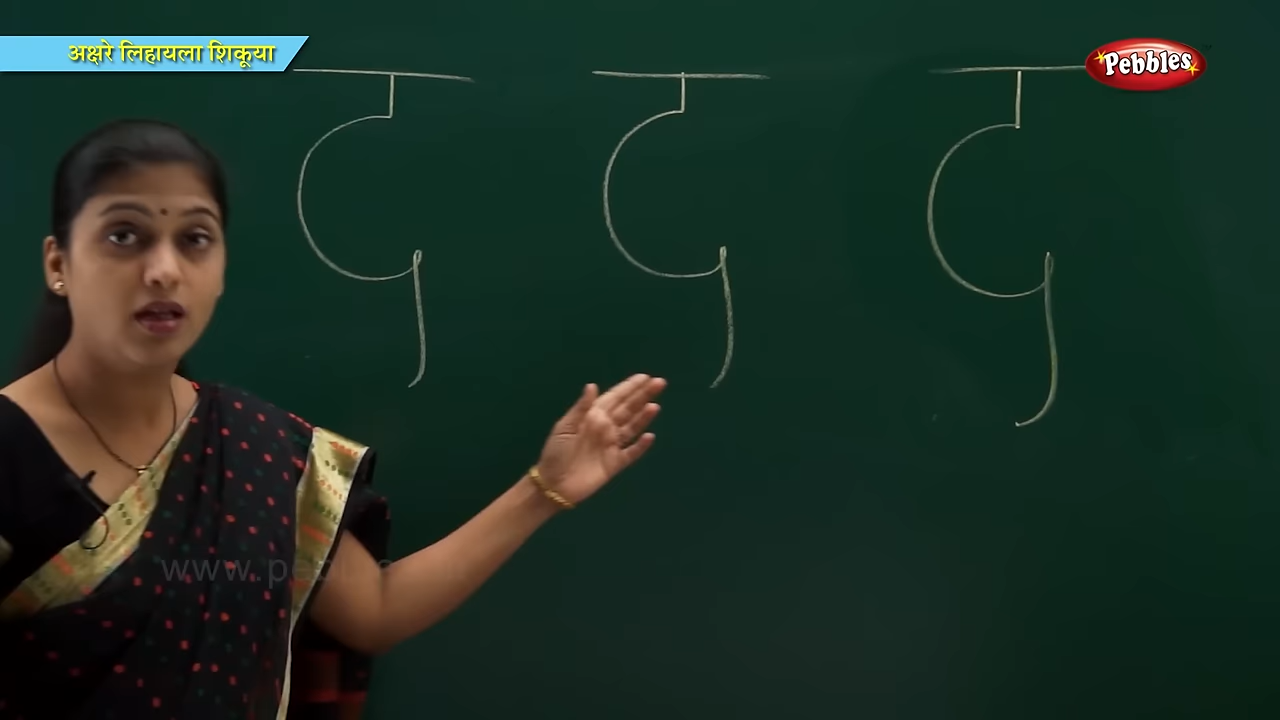 अक्षरे लिहायला शिकूया
Pebbles
द द द